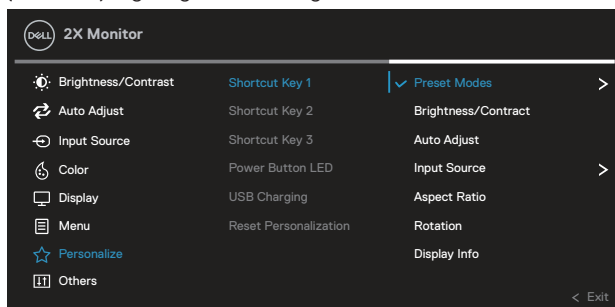 DELL 2X Monitor
Brightness/Contrast Shortcut Key 1 Preset Modes >
Auto Adjust Shortcut Key 2 Brightness/Contract
Input Source Shortcut Key 3 Auto Adjust
Color Power Button LED Input Source >
Display USB Charging Aspect Ratio
Menu Reset Personalization Rotation
Personalize Display Info
Others
< Exit